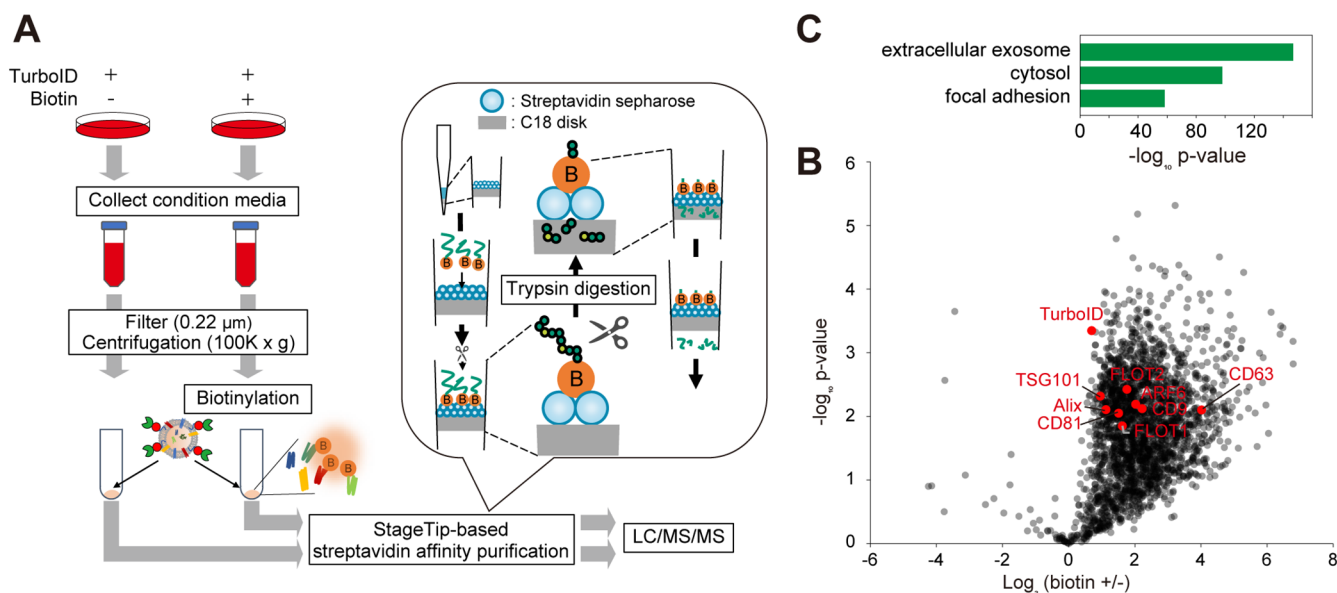 A
TurboID + +
Biotin - +
Collect condition media
Filter (0.22 µm)
Centrifugation (100K x g)
Biotinylation
B
B
B
: Streptavidin sepharose
: C18 disk
B
B
B
B
B
B
B
B
B
B
B
B
B
B
Trypsin digestion
StageTip-based
streptavidin affinity purification
LC/MS/MS
C
extracellular exosome
cytosol
focal adhesion
0 40 80 120
-log₁₀ p-value
B
6
5
4
3
2
1
0
-log₁₀ p-value
TurboID
TSG101
FLOT2
CD63
ARF6
Alix
CD9
CD81
FLOT1
-6 -4 -2 0 2 4 6 8
Log₂ (biotin +/-)